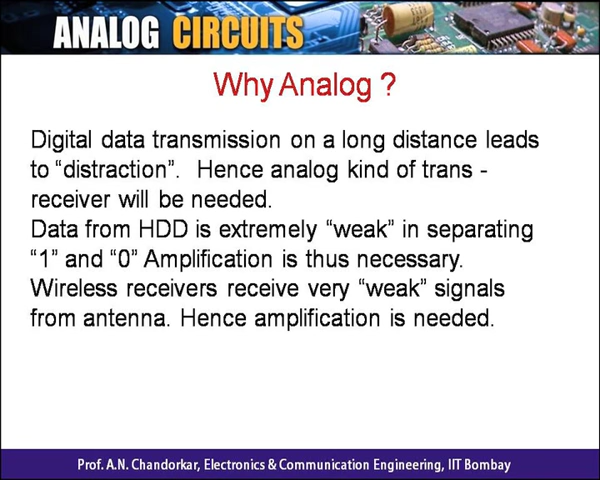 ANALOG CIRCUITS
Why Analog ?
Digital data transmission on a long distance leads
to “distraction”. Hence analog kind of trans -
receiver will be needed.
Data from HDD is extremely “weak” in separating
“1” and “0” Amplification is thus necessary.
Wireless receivers receive very “weak” signals
from antenna. Hence amplification is needed.
Prof. A.N. Chandorkar, Electronics & Communication Engineering, IIT Bombay